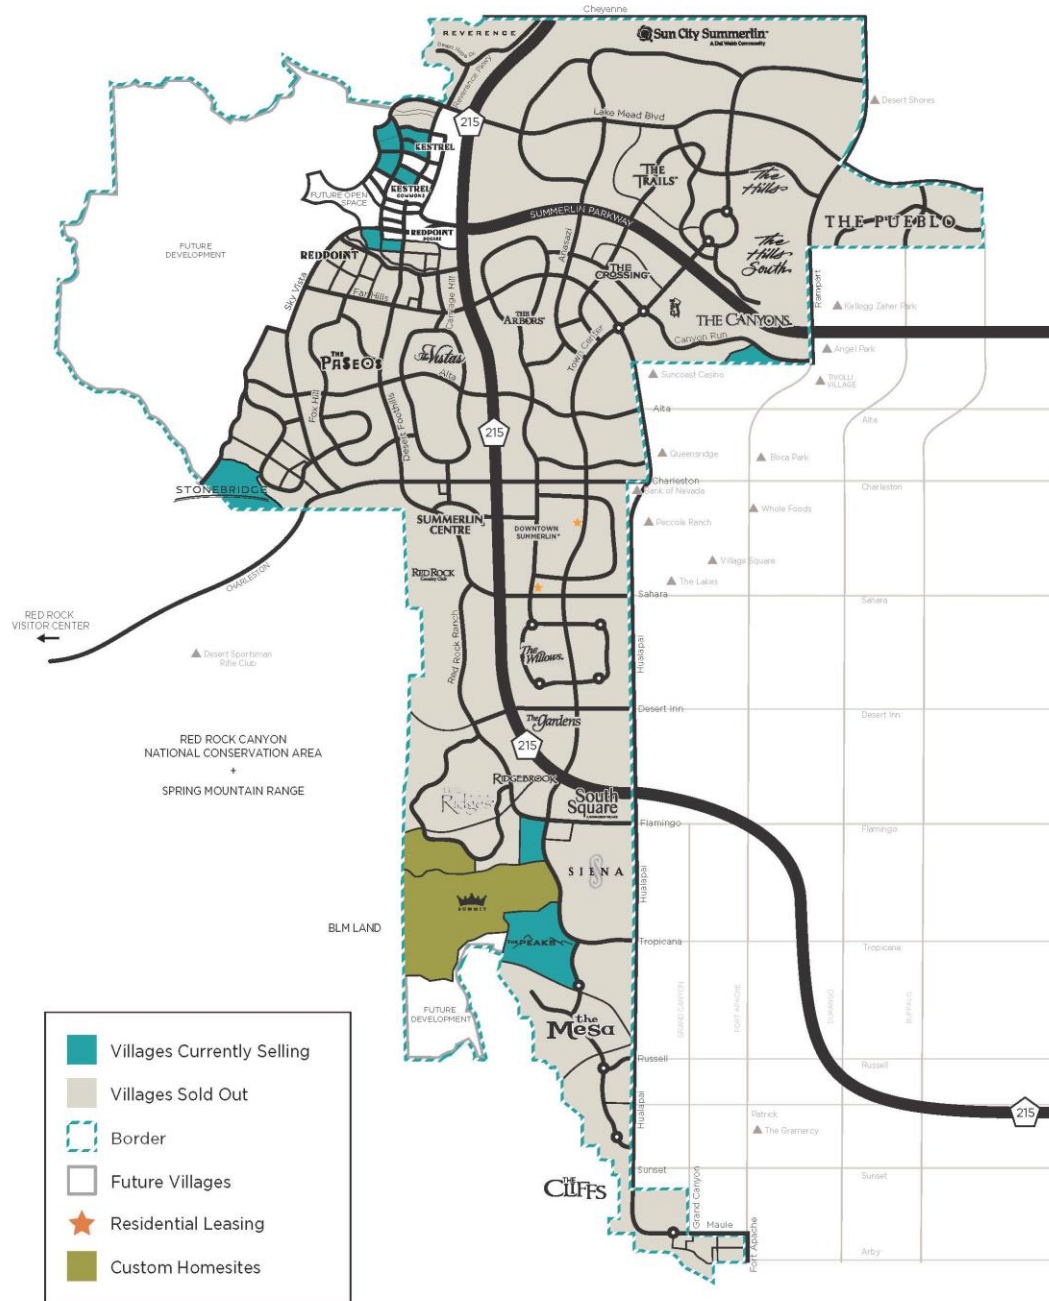 Cheyenne
REVERENCE
Sun City Summerlin
A Del Webb Community
Reverence Pkwy
Desert Shores
215
Lake Mead Blvd
KESTREL
THE TRAILS
The Hills
KESTREL
COMMONS
FUTURE OPEN
SPACE
SUMMERLIN PARKWAY
THE PUEBLO
REDPOINT
SQUARE
FUTURE
DEVELOPMENT
REDPOINT
Anasazi
The Hills South
THE CROSSING
Sky Vista
Far Hills
Carriage Hill
Rampart
Kellogg Zaher Park
THE ARBORS
THE CANYONS
Town Center
Canyon Run
Angel Park
THE PASEOS
The Vistas
Alta
Suncoast Casino
TIVOLI
VILLAGE
Fox Hill
Desert Foothills
Alta
Alta
215
Queensridge
Boca Park
STONEBRIDGE
Charleston
Charleston
Bank of Nevada
SUMMERLIN
CENTRE
DOWNTOWN
SUMMERLIN
Peccole Ranch
Whole Foods
Village Square
RED ROCK
Country Club
The Lakes
CHARLESTON
Sahara
Sahara
RED ROCK
VISITOR CENTER
Desert Sportsman
Rifle Club
Red Rock Ranch
The Willows
Hualapai
Desert Inn
Desert Inn
The Gardens
RED ROCK CANYON
NATIONAL CONSERVATION AREA
+
SPRING MOUNTAIN RANGE
215
RIDGEBROOK
The Ridges
South
Square
Flamingo
Flamingo
SIENA
Hualapai
SUMMIT
BLM LAND
THE PEAKS
Tropicana
Tropicana
GRAND CANYON
FORT APACHE
DURANGO
BUFFALO
FUTURE
DEVELOPMENT
the
Mesa
Russell
Russell
Hualapai
Patrick
The Gramercy
215
Sunset
Sunset
THE
CLIFFS
Grand Canyon
Maule
Fort Apache
Arby
Villages Currently Selling
Villages Sold Out
Border
Future Villages
Residential Leasing
Custom Homesites